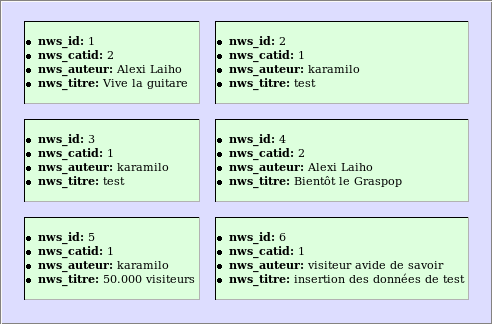 nws_id: 1
nws_catid: 2
nws_auteur: Alexi Laiho
nws_titre: Vive la guitare
nws_id: 2
nws_catid: 1
nws_auteur: karamilo
nws_titre: test
nws_id: 3
nws_catid: 1
nws_auteur: karamilo
nws_titre: test
nws_id: 4
nws_catid: 2
nws_auteur: Alexi Laiho
nws_titre: Bientôt le Graspop
nws_id: 5
nws_catid: 1
nws_auteur: karamilo
nws_titre: 50.000 visiteurs
nws_id: 6
nws_catid: 1
nws_auteur: visiteur avide de savoir
nws_titre: insertion des données de test